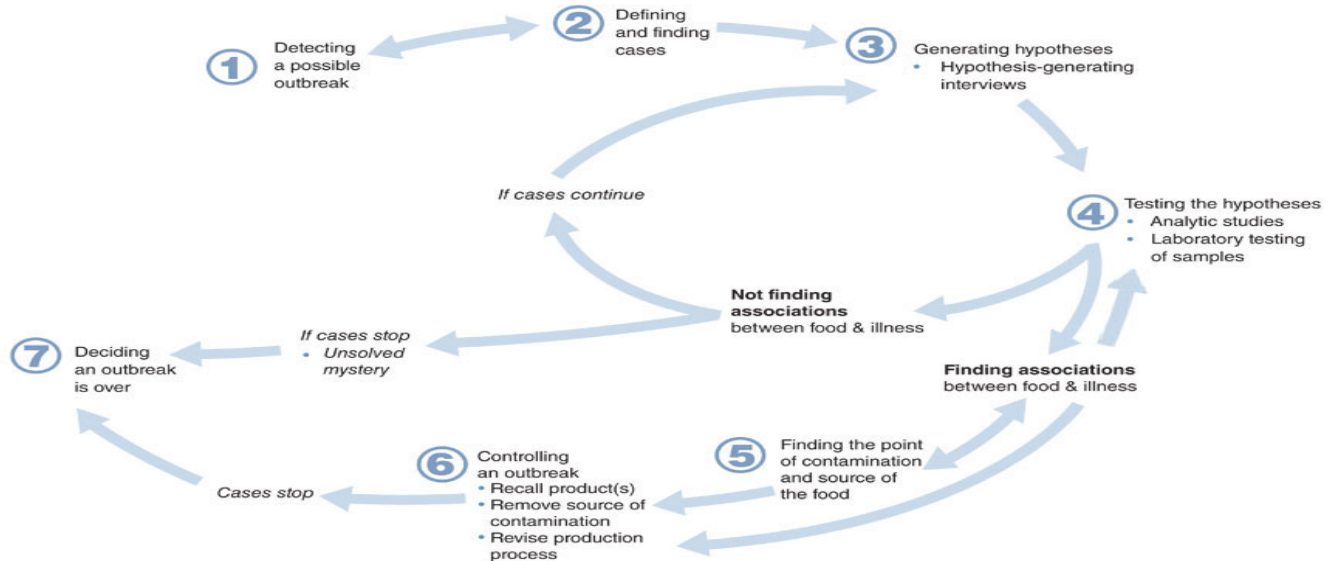 1
Detecting
a possible
outbreak
2
Defining
and finding
cases
3
Generating hypotheses
• Hypothesis-generating
interviews
4
Testing the hypotheses
• Analytic studies
• Laboratory testing
of samples
If cases continue
Not finding
associations
between food & illness
If cases stop
• Unsolved
mystery
7
Deciding
an outbreak
is over
Finding associations
between food & illness
5
Finding the point
of contamination
and source of
the food
6
Controlling
an outbreak
• Recall product(s)
• Remove source of
contamination
• Revise production
process
Cases stop